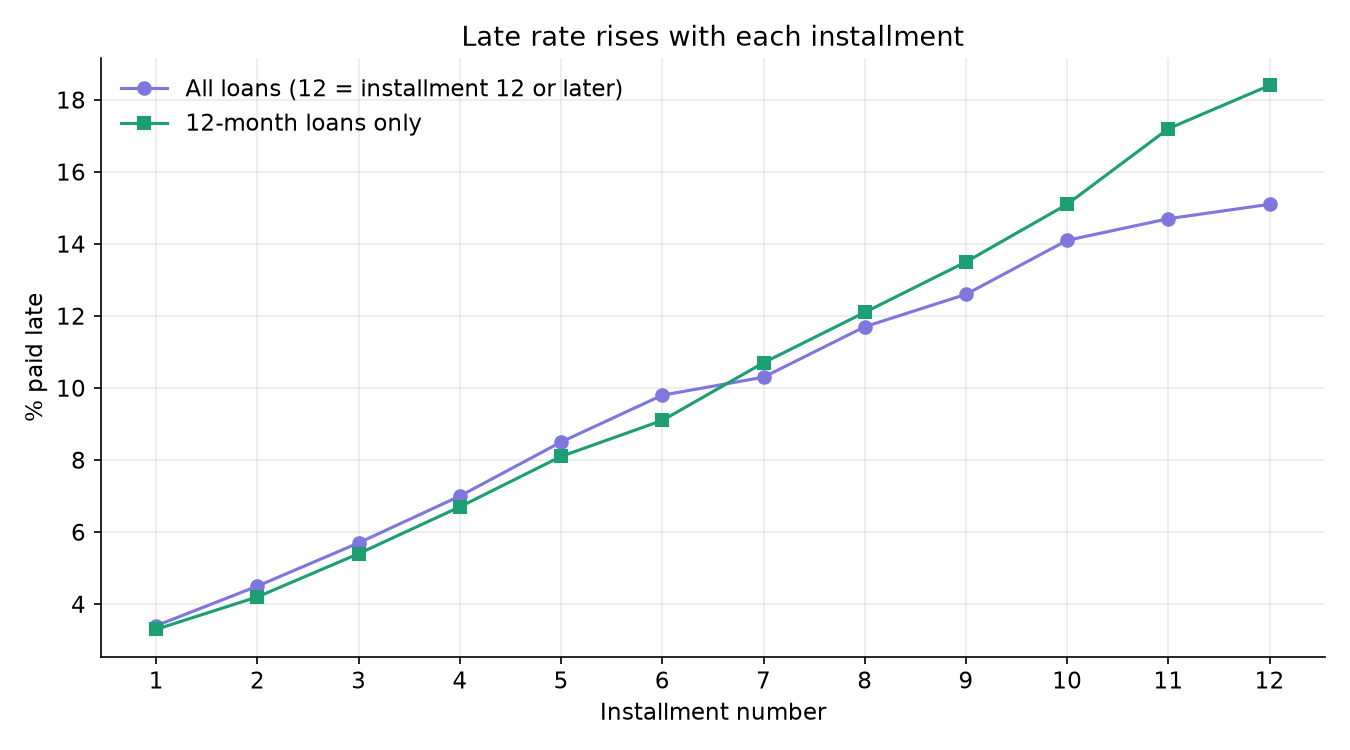 Late rate rises with each installment
All loans (12 = installment 12 or later)
12-month loans only
% paid late
18
16
14
12
10
8
6
4
1 2 3 4 5 6 7 8 9 10 11 12
Installment number